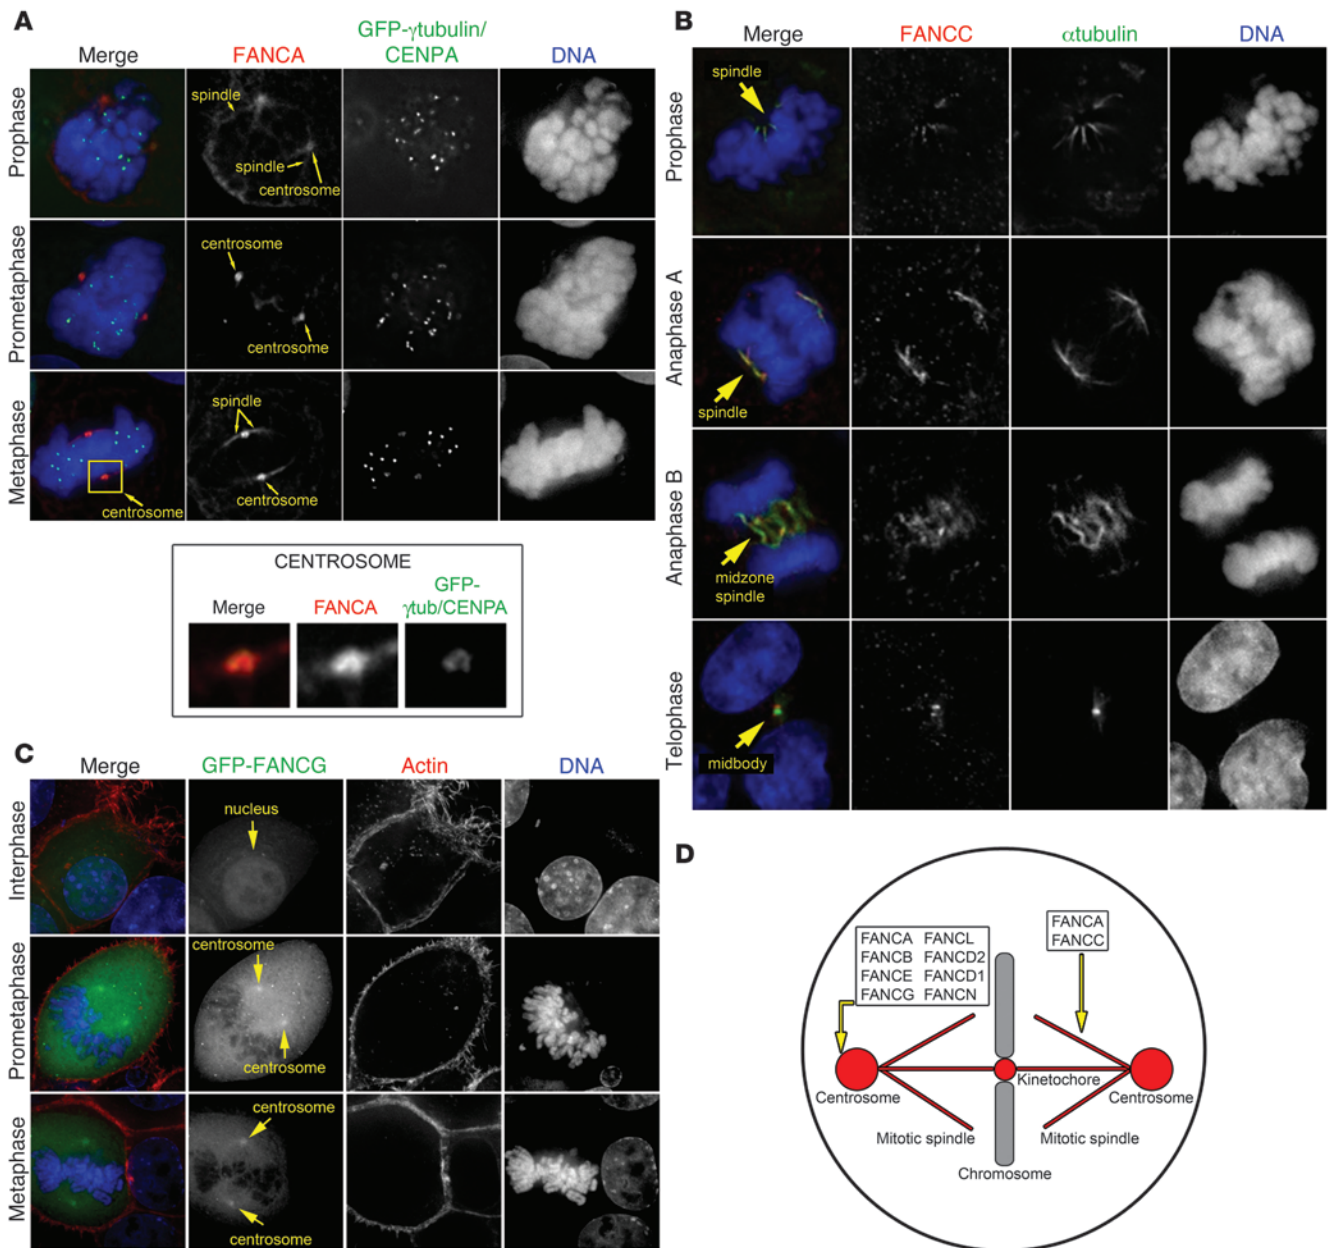 A
Merge
FANCA
GFP-γtubulin/
CENPA
DNA
Prophase
spindle
spindle
centrosome
Prometaphase
centrosome
centrosome
Metaphase
spindle
centrosome
centrosome
CENTROSOME
Merge
FANCA
GFP-
γtub/CENPA
B
Merge
FANCC
αtubulin
DNA
Prophase
spindle
Anaphase A
spindle
Anaphase B
midzone
spindle
Telophase
midbody
C
Merge
GFP-FANCG
Actin
DNA
Interphase
nucleus
Prometaphase
centrosome
centrosome
Metaphase
centrosome
centrosome
D
FANCA FANCL
FANCB FANCD2
FANCE FANCD1
FANCG FANCN
FANCA
FANCC
Kinetochore
Centrosome
Centrosome
Mitotic spindle
Mitotic spindle
Chromosome